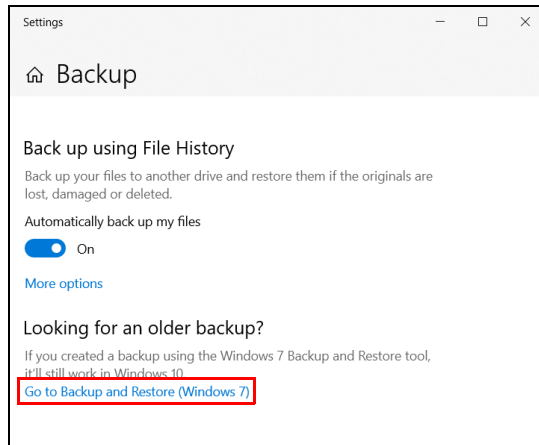 Settings
Backup
Back up using File History
Back up your files to another drive and restore them if the originals are
lost, damaged or deleted.
Automatically back up my files
On
More options
Looking for an older backup?
If you created a backup using the Windows 7 Backup and Restore tool,
it'll still work in Windows 10.
Go to Backup and Restore (Windows 7)